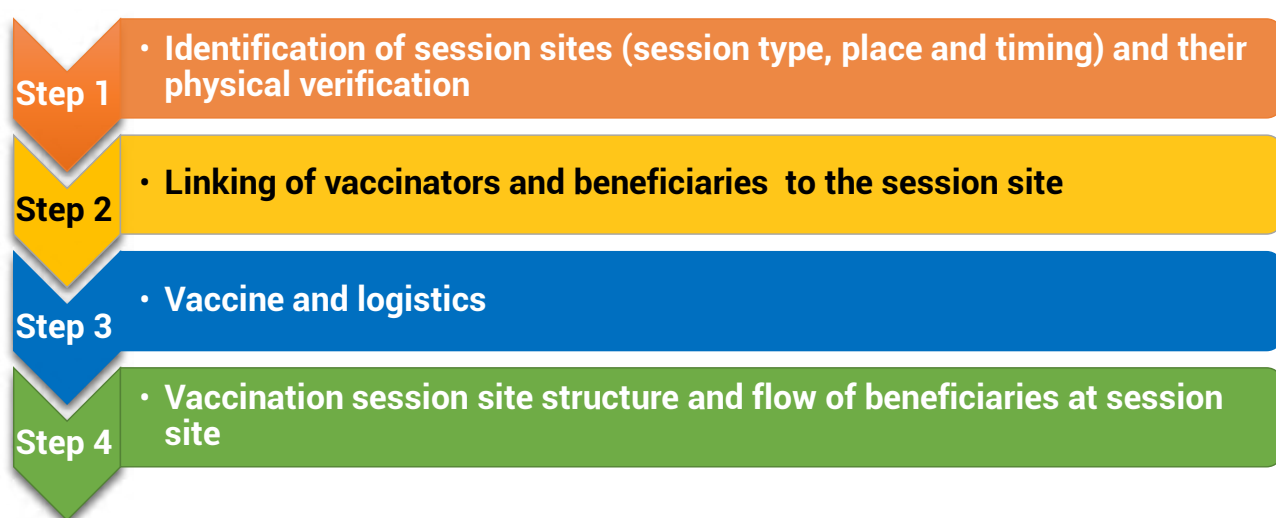 Step 1
• Identification of session sites (session type, place and timing) and their
physical verification
Step 2
• Linking of vaccinators and beneficiaries to the session site
Step 3
• Vaccine and logistics
Step 4
• Vaccination session site structure and flow of beneficiaries at session
site